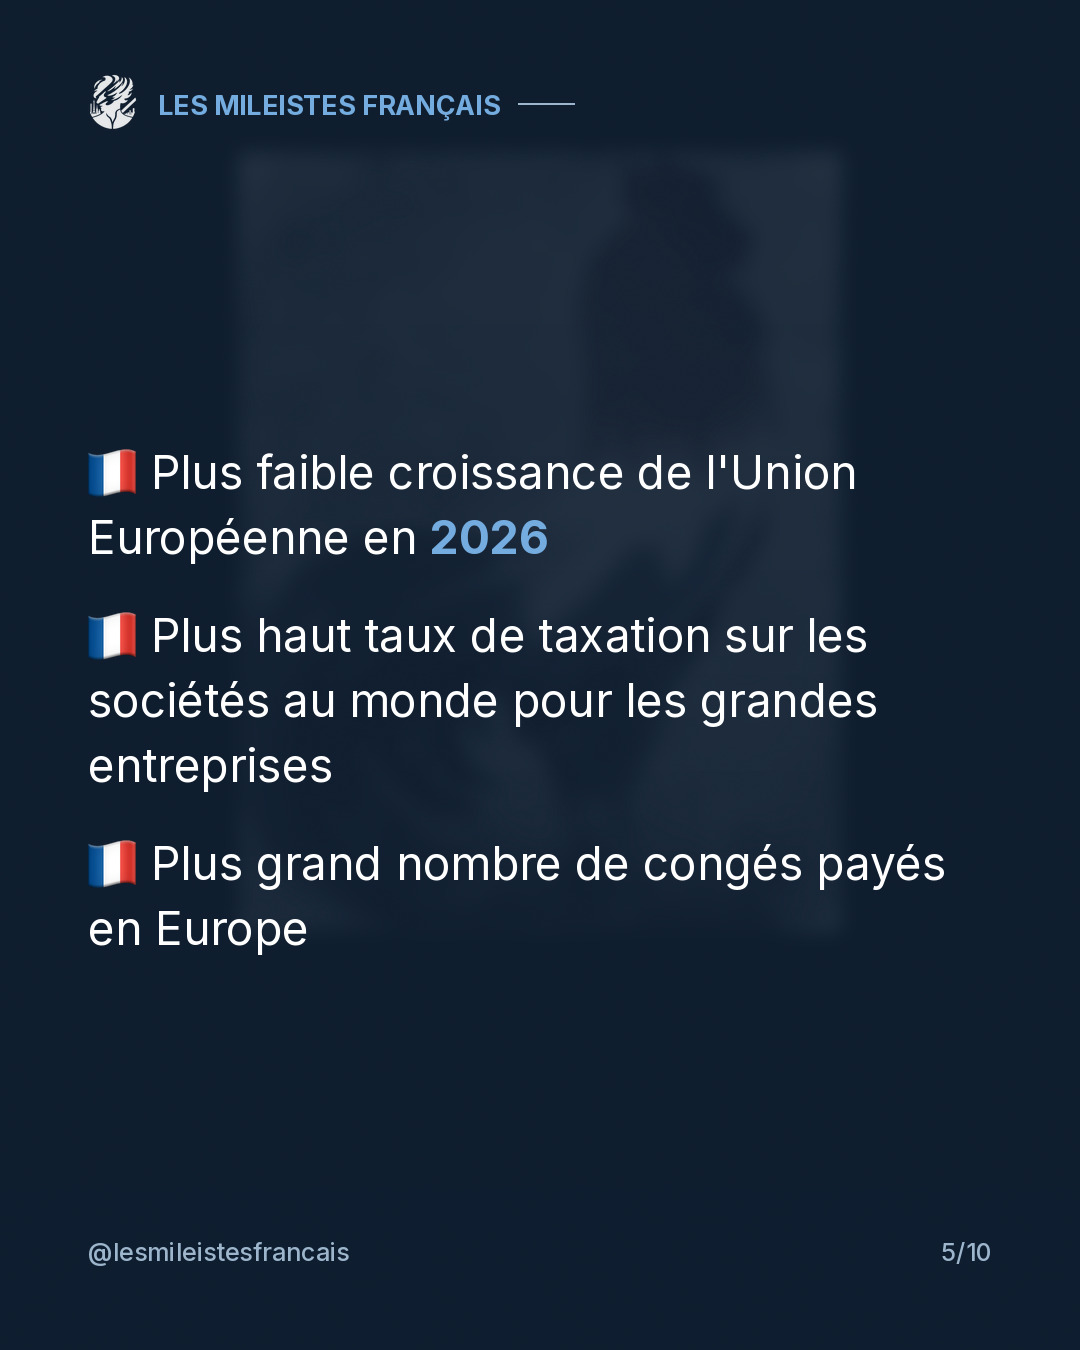 LES MILEISTES FRANÇAIS
🇫🇷 Plus faible croissance de l'Union
Européenne en 2026
🇫🇷 Plus haut taux de taxation sur les
sociétés au monde pour les grandes
entreprises
🇫🇷 Plus grand nombre de congés payés
en Europe
@lesmileistesfrancais
5/10